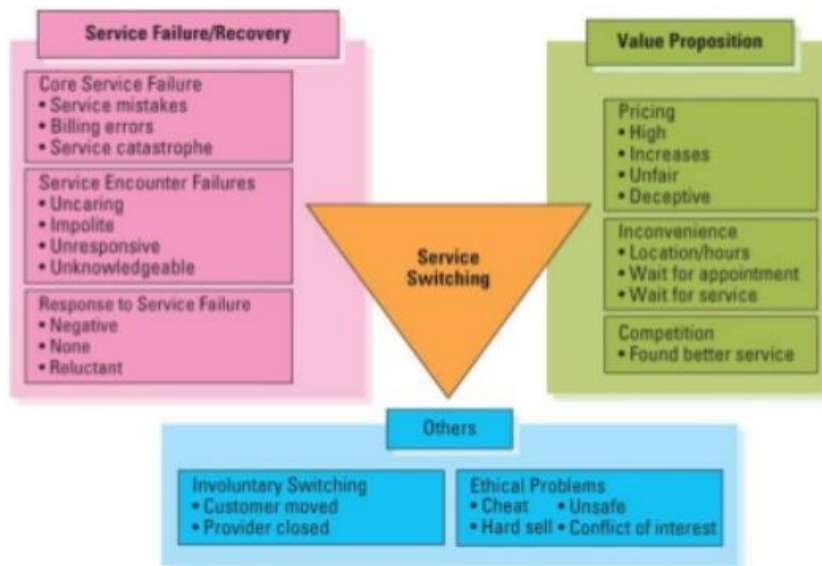 Service Failure/Recovery
Core Service Failure
• Service mistakes
• Billing errors
• Service catastrophe
Service Encounter Failures
• Uncaring
• Impolite
• Unresponsive
• Unknowledgeable
Response to Service Failure
• Negative
• None
• Reluctant
Service
Switching
Value Proposition
Pricing
• High
• Increases
• Unfair
• Deceptive
Inconvenience
• Location/hours
• Wait for appointment
• Wait for service
Competition
• Found better service
Others
Involuntary Switching
• Customer moved
• Provider closed
Ethical Problems
• Cheat • Unsafe
• Hard sell • Conflict of interest